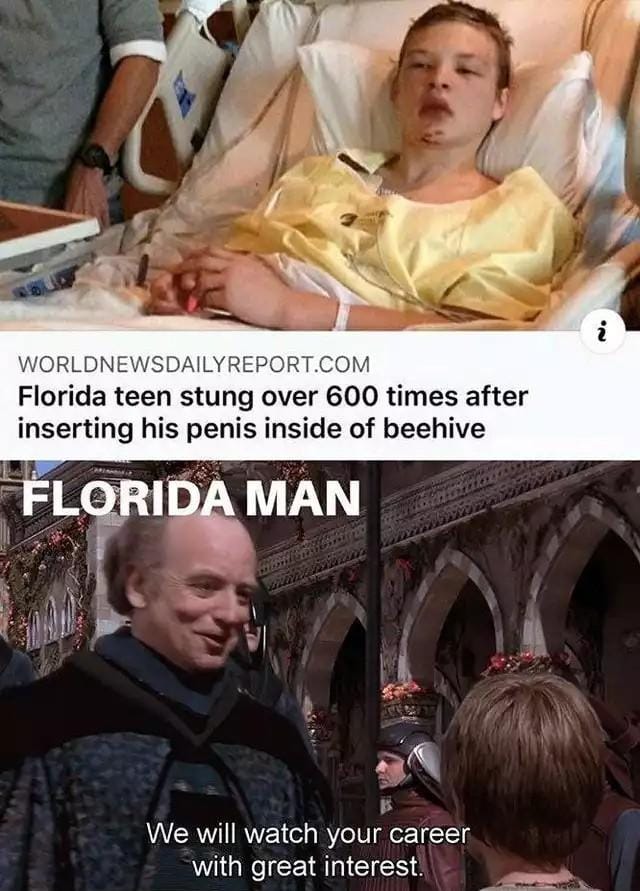 WORLDNEWSDAILYREPORT.COM
Florida teen stung over 600 times after
inserting his penis inside of beehive
FLORIDA MAN
We will watch your career
with great interest.